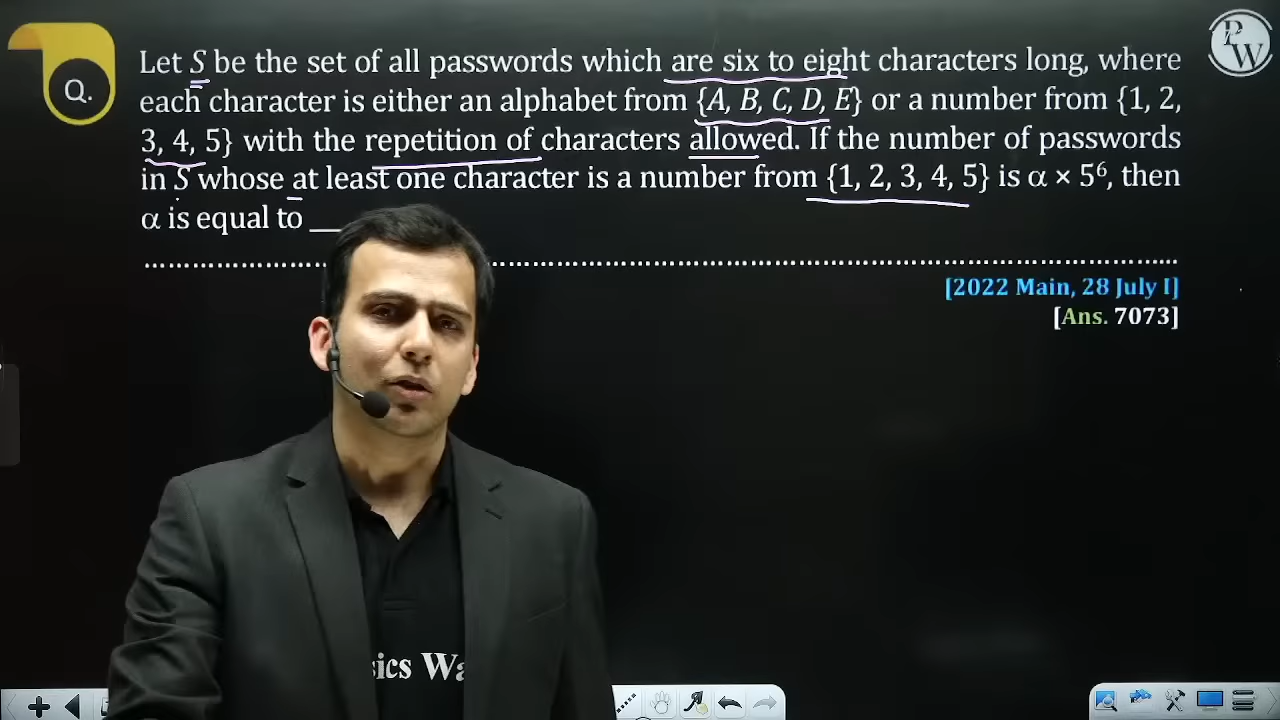 Q.
Let S be the set of all passwords which are six to eight characters long, where
each character is either an alphabet from {A, B, C, D, E} or a number from {1, 2,
3, 4, 5} with the repetition of characters allowed. If the number of passwords
in S whose at least one character is a number from {1, 2, 3, 4, 5} is α × 5⁶, then
α is equal to __
[2022 Main, 28 July I]
[Ans. 7073]
PW
sics Wa